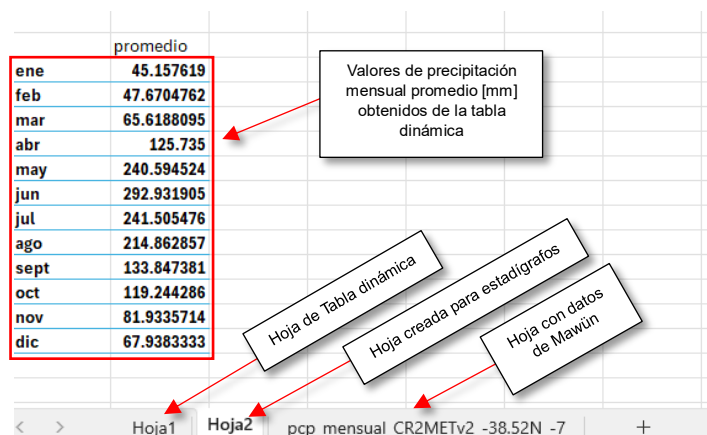 promedio
ene 45.157619
feb 47.6704762
mar 65.6188095
abr 125.735
may 240.594524
jun 292.931905
jul 241.505476
ago 214.862857
sept 133.847381
oct 119.244286
nov 81.9335714
dic 67.9383333
Valores de precipitación
mensual promedio [mm]
obtenidos de la tabla
dinámica
Hoja de Tabla dinámica
Hoja creada para estadígrafos
Hoja con datos
de Mawün
< > Hoja1 Hoja2 pcp_mensual_CR2METv2_-38.52N_-7 +